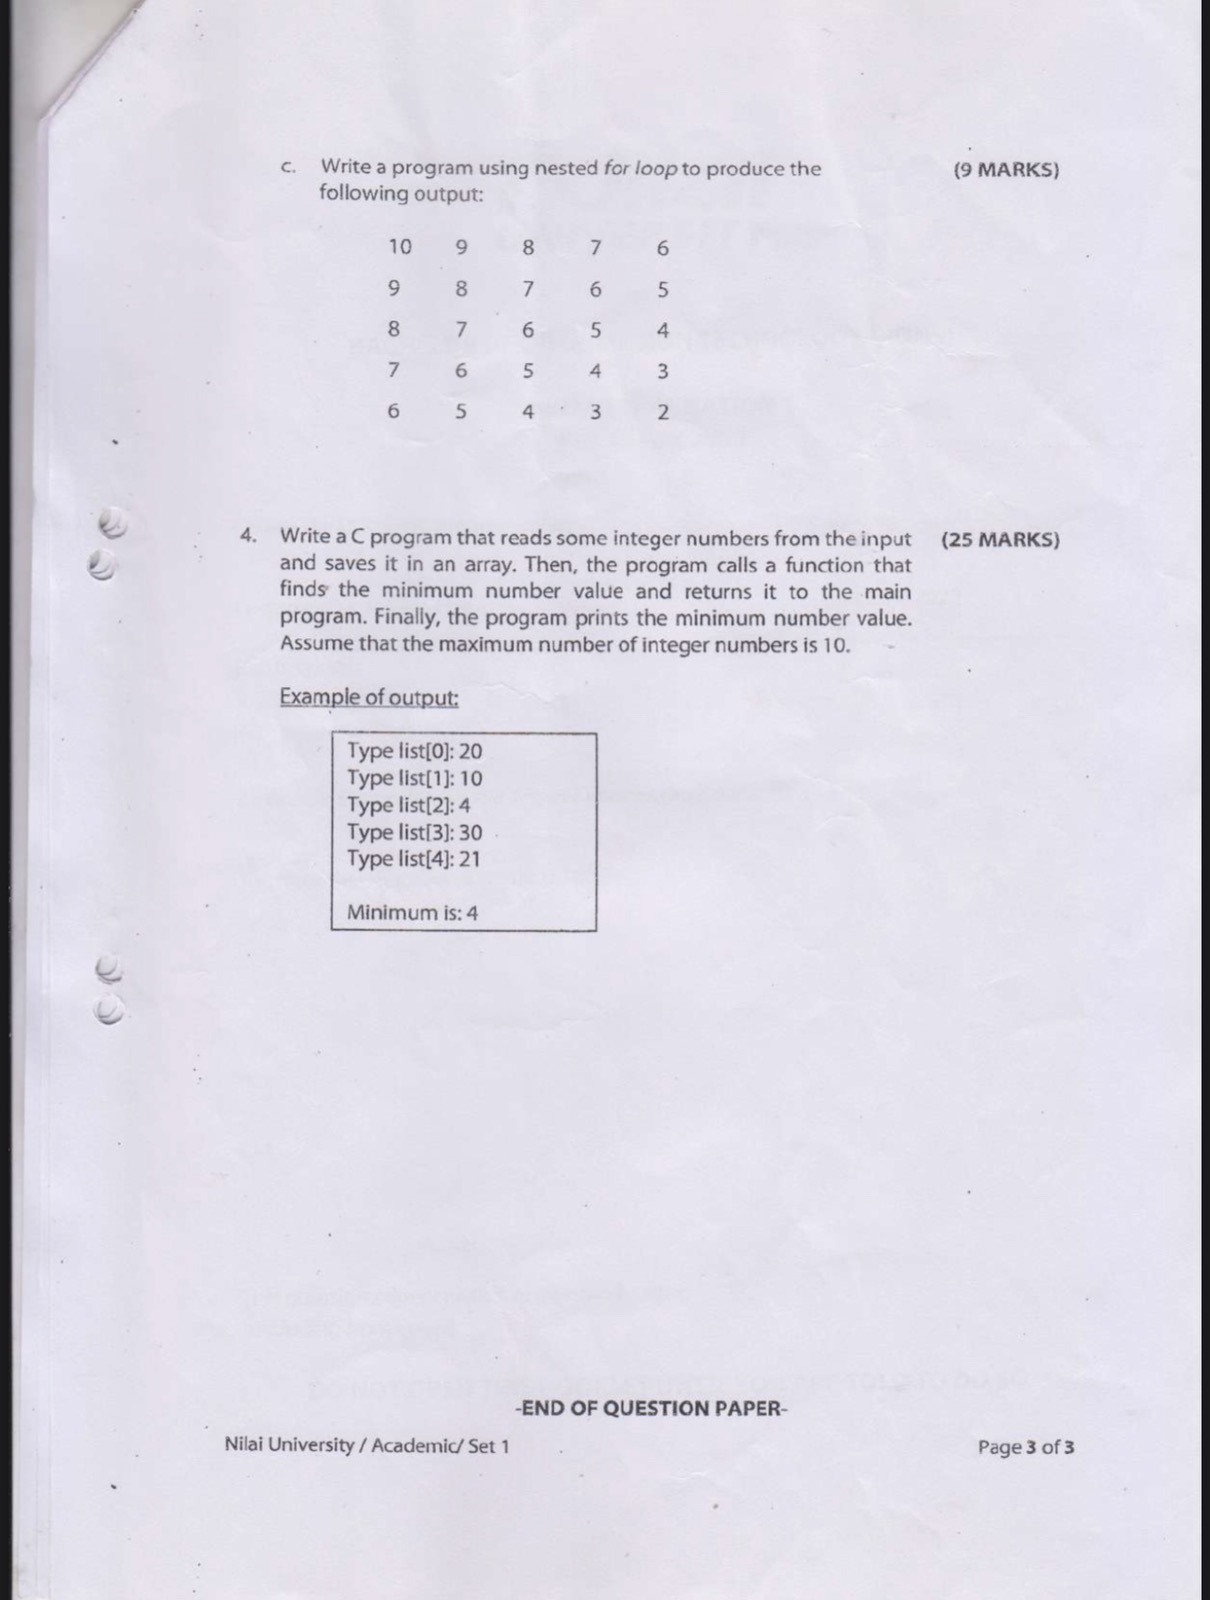 c. Write a program using nested for loop to produce the (9 MARKS)
following output:
10 9 8 7 6
9 8 7 6 5
8 7 6 5 4
7 6 5 4 3
6 5 4 3 2
4. Write a C program that reads some integer numbers from the input (25 MARKS)
and saves it in an array. Then, the program calls a function that
finds the minimum number value and returns it to the main
program. Finally, the program prints the minimum number value.
Assume that the maximum number of integer numbers is 10.
Example of output:
Type list[0]: 20
Type list[1]: 10
Type list[2]: 4
Type list[3]: 30
Type list[4]: 21
Minimum is: 4
-END OF QUESTION PAPER-
Nilai University / Academic/ Set 1 Page 3 of 3